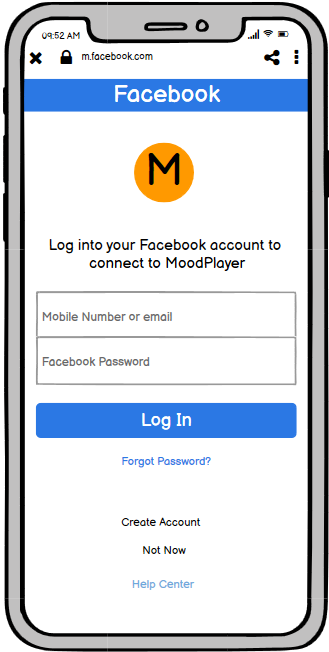 09:52 AM
m.facebook.com
Facebook
M
Log into your Facebook account to
connect to MoodPlayer
Mobile Number or email
Facebook Password
Log In
Forgot Password?
Create Account
Not Now
Help Center